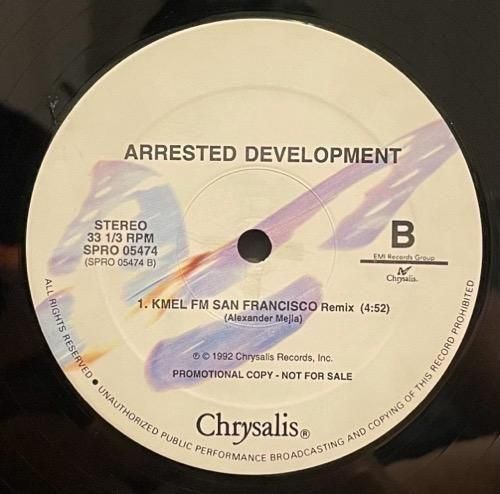 ARRESTED DEVELOPMENT
STEREO
33 1/3 RPM
SPRO 05474
(SPRO 05474 B)
B
EMI Records Group
Chrysalis.
1. KMEL FM SAN FRANCISCO Remix (4:52)
(Alexander Mejia)
℗ © 1992 Chrysalis Records, Inc.
PROMOTIONAL COPY - NOT FOR SALE
Chrysalis®
ALL RIGHTS RESERVED • UNAUTHORIZED PUBLIC PERFORMANCE BROADCASTING AND COPYING OF THIS RECORD PROHIBITED